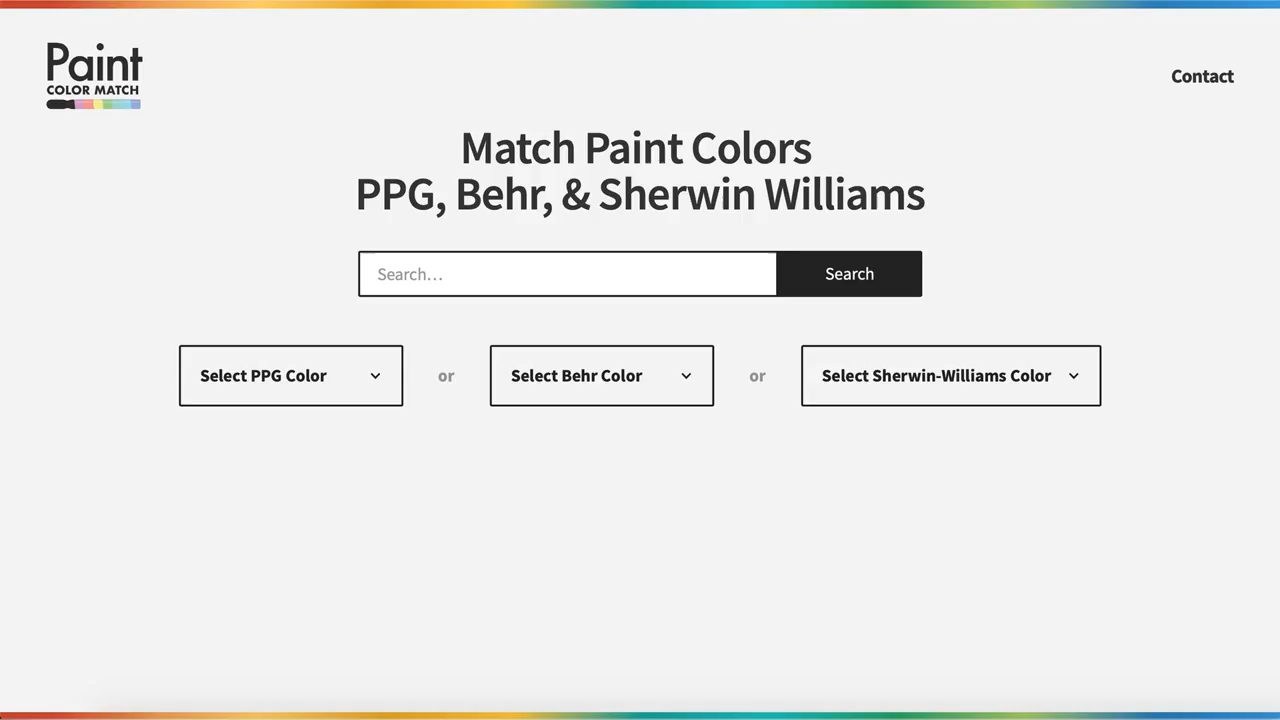 Paint
COLOR MATCH
Contact
Match Paint Colors
PPG, Behr, & Sherwin Williams
Search...
Search
Select PPG Color
or
Select Behr Color
or
Select Sherwin-Williams Color